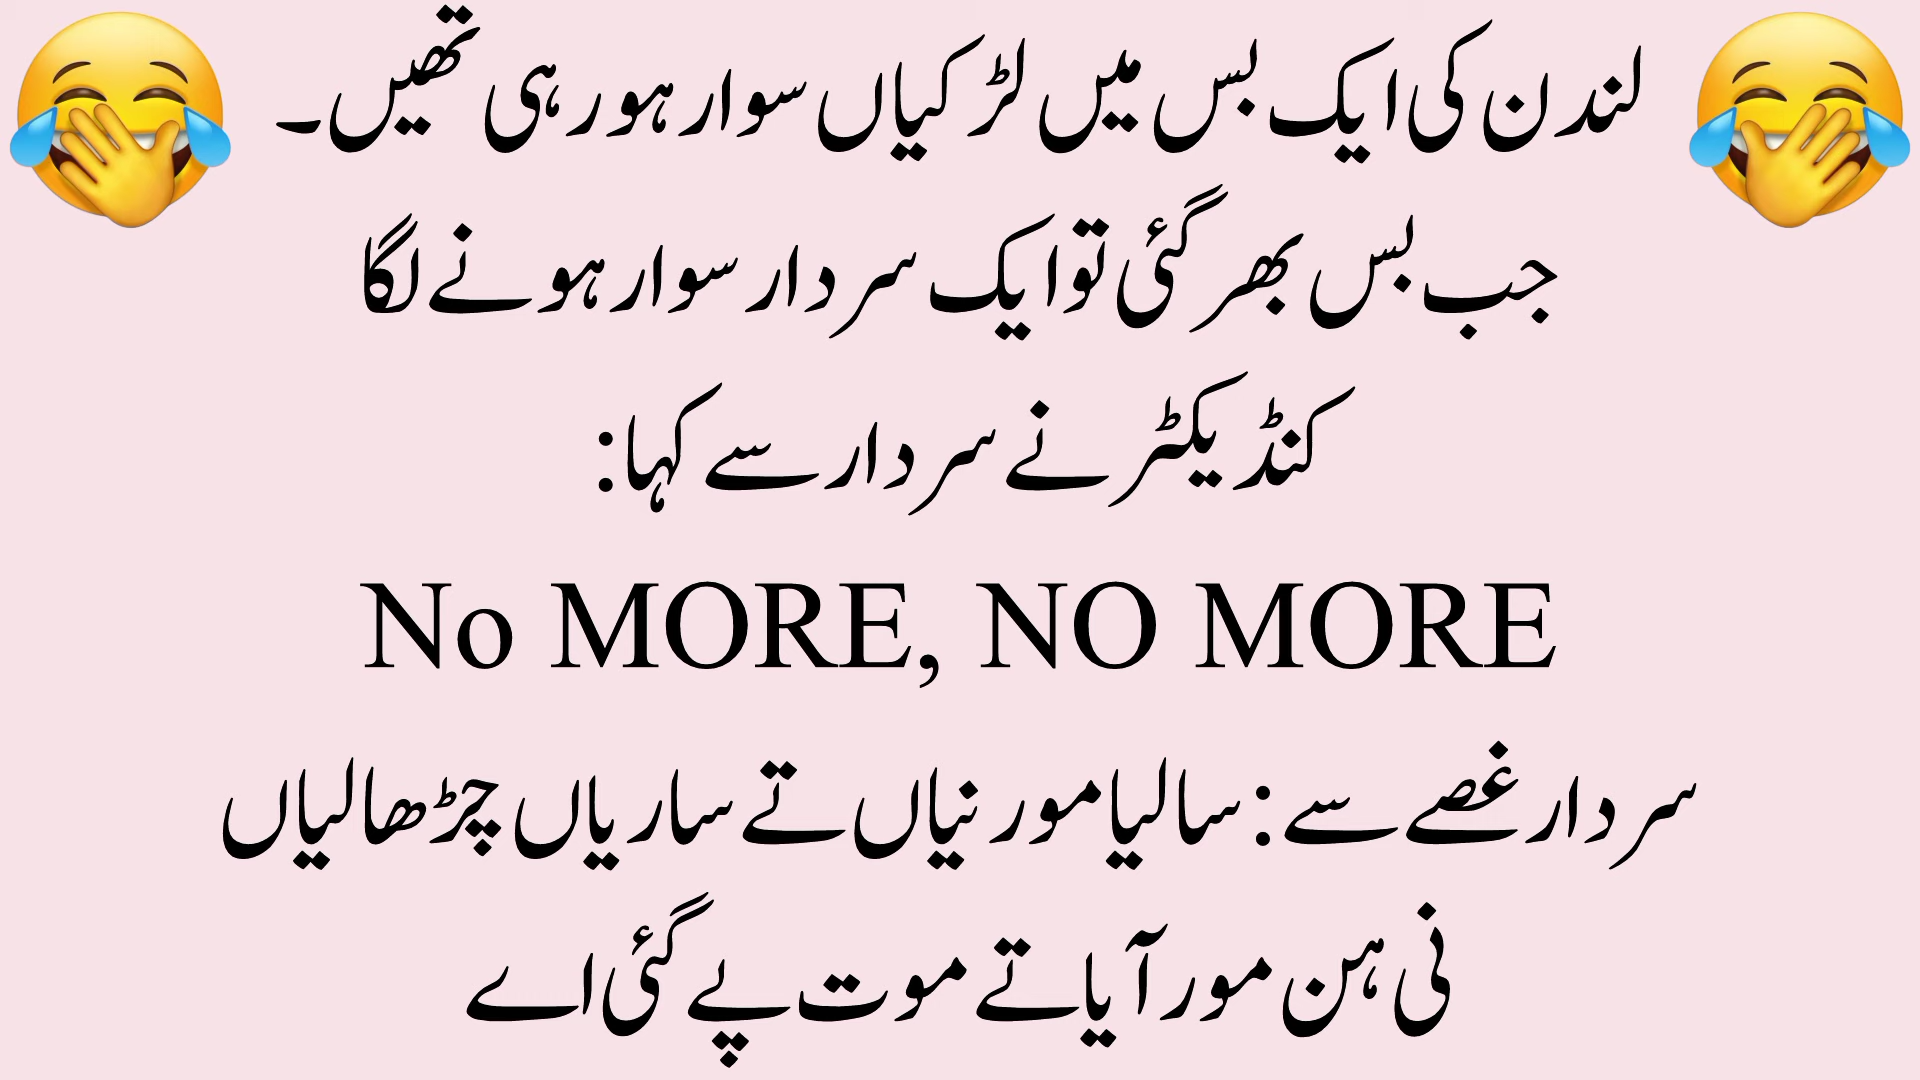 لندن کی ایک بس میں لڑکیاں سوار ہو رہی تھیں۔
جب بس بھر گئی تو ایک سردار سوار ہونے لگا
کنڈیکٹر نے سردار سے کہا:
No MORE, NO MORE
سردار غصے سے: سالیا مورنیاں تے ساریاں چڑھا لیاں
نی ہن مور آیا تے موت پے گئی اے